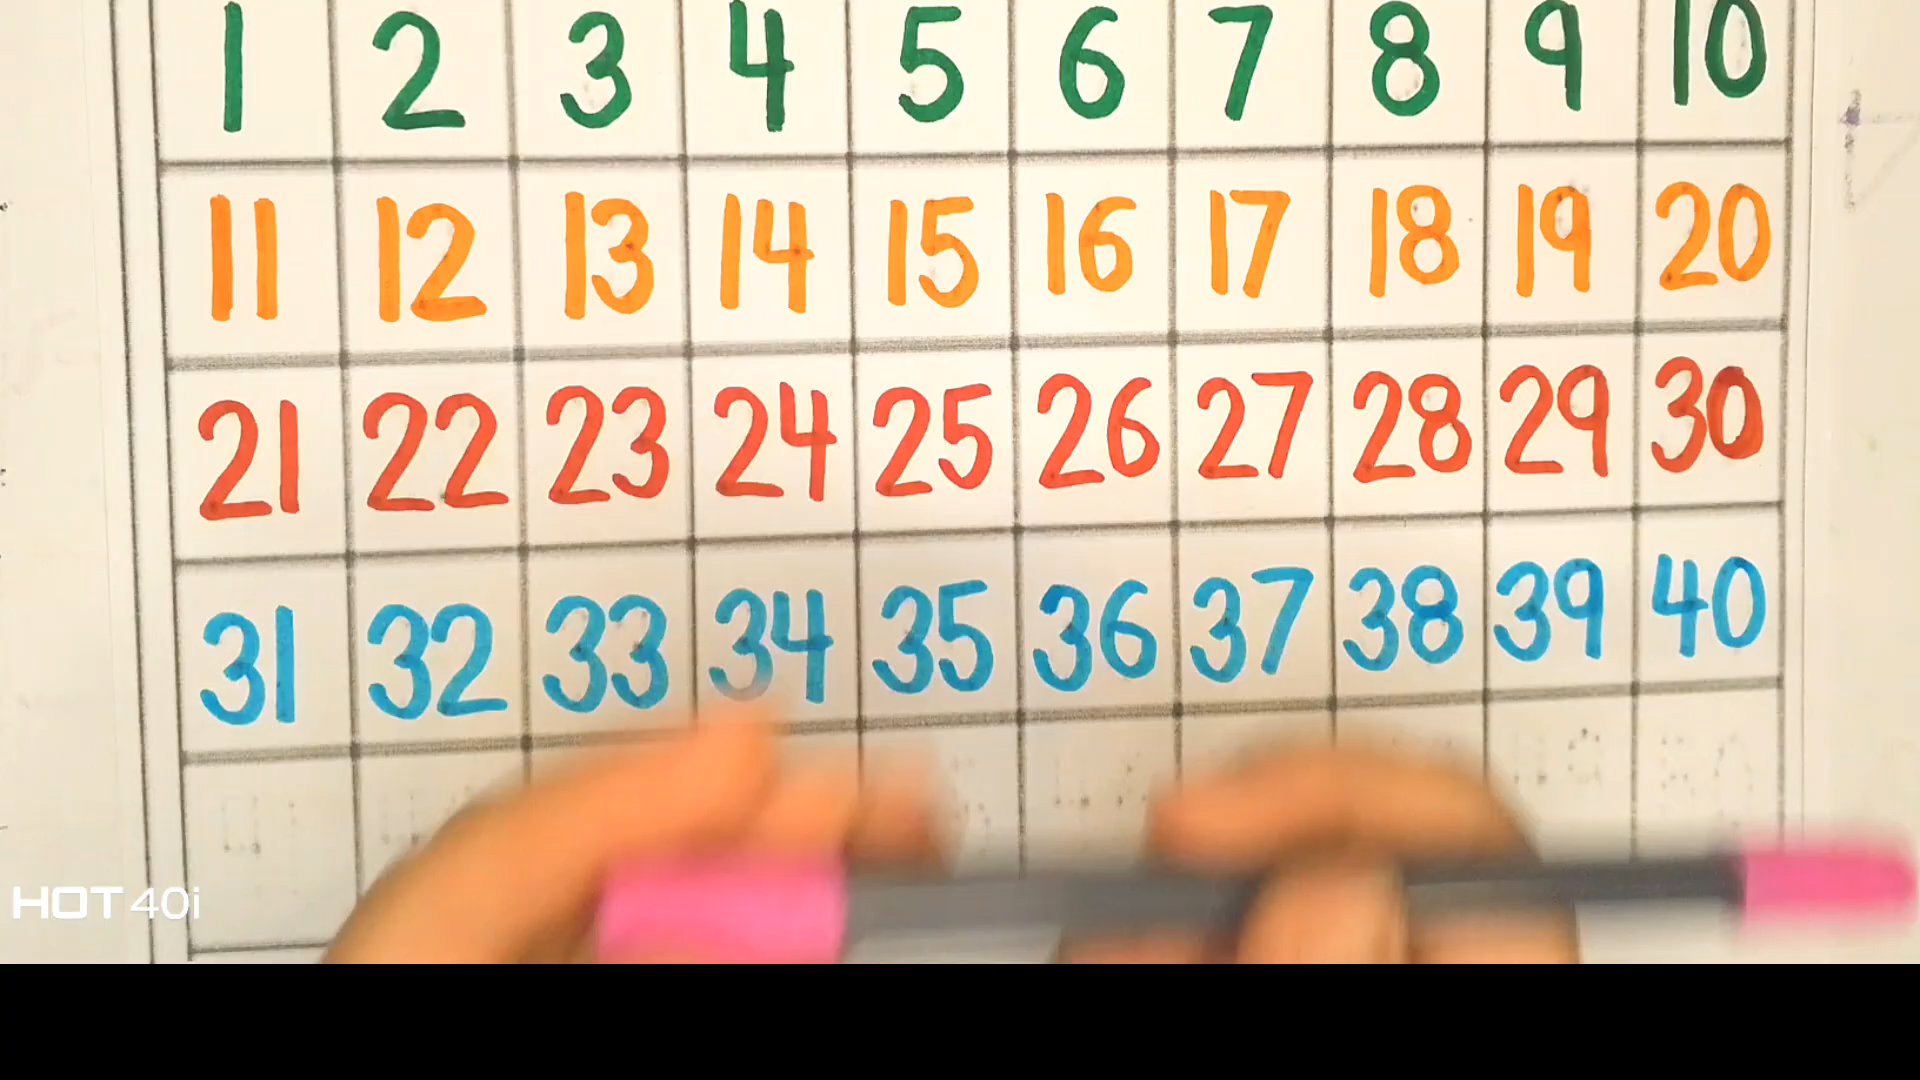 1 2 3 4 5 6 7 8 9 10
11 12 13 14 15 16 17 18 19 20
21 22 23 24 25 26 27 28 29 30
31 32 33 34 35 36 37 38 39 40
HOT 40i